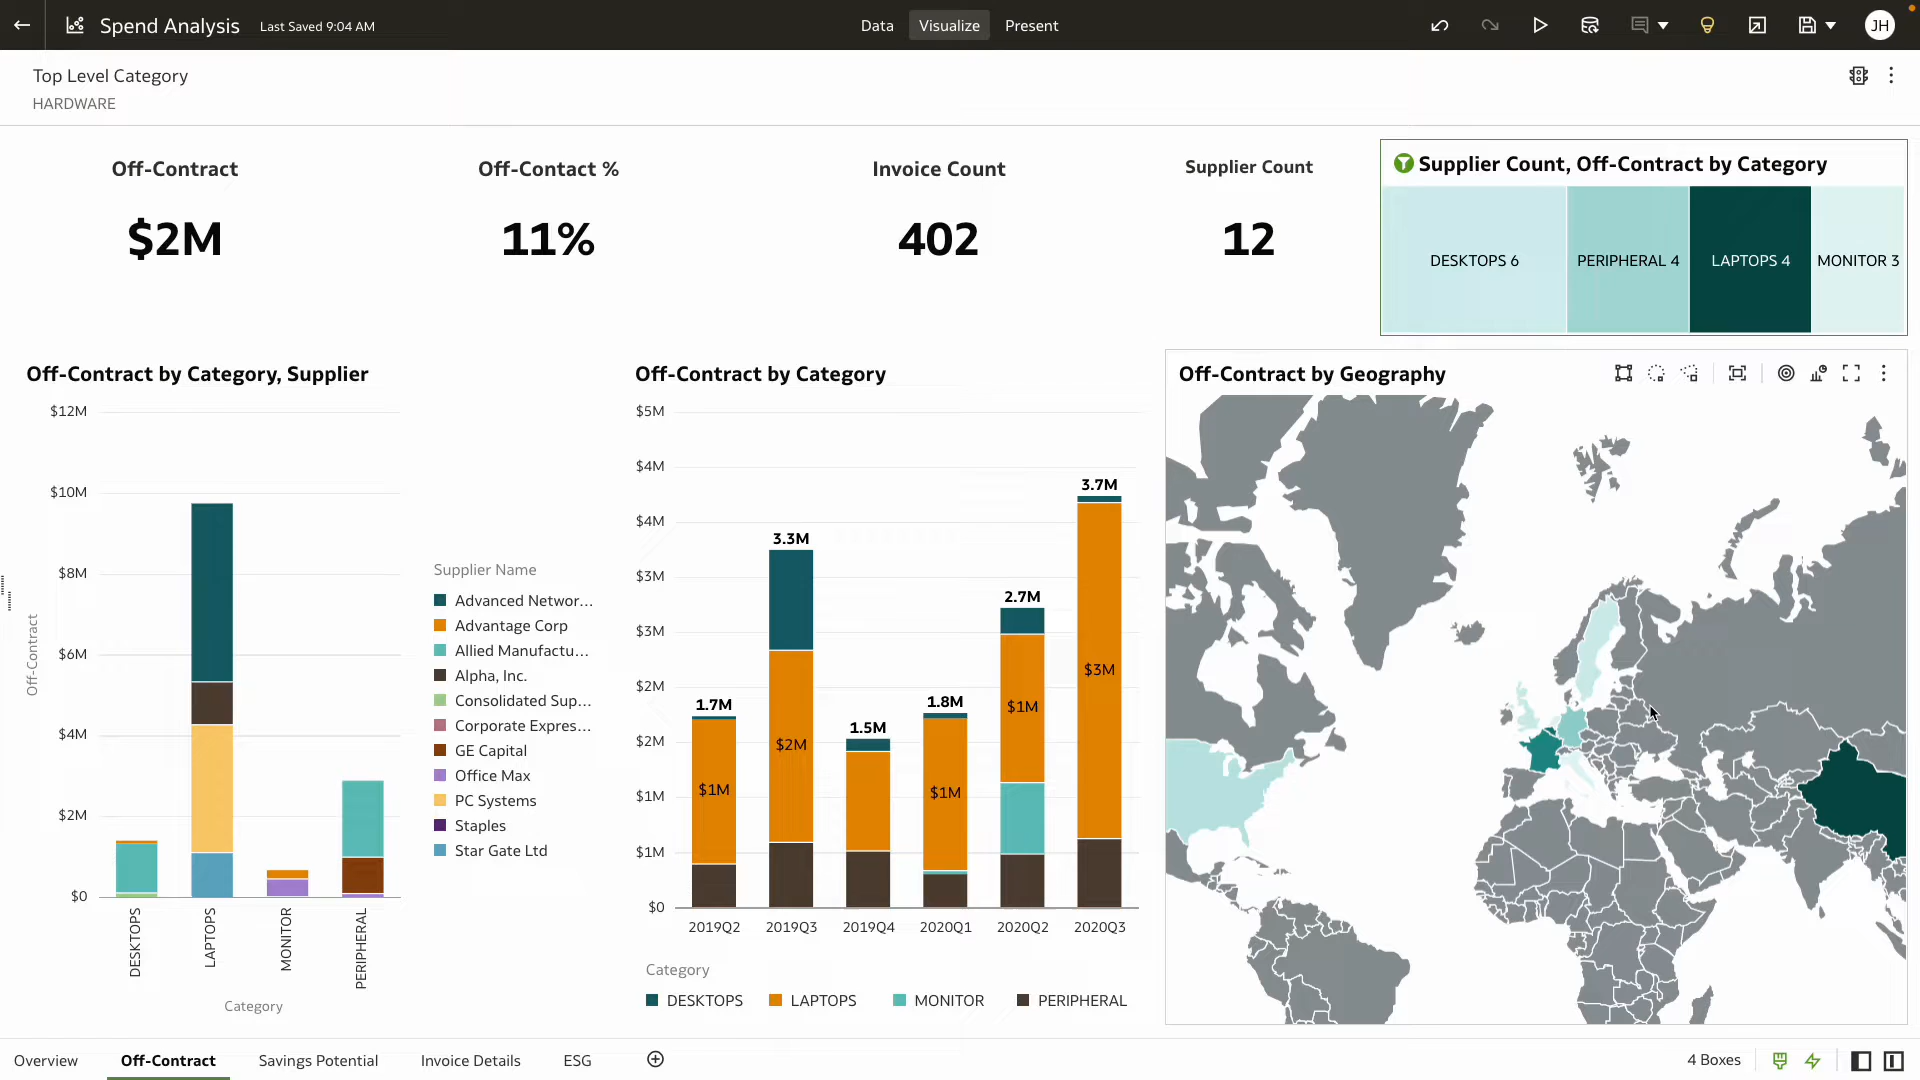 Spend Analysis
Last Saved 9:04 AM
Data
Visualize
Present
JH
Top Level Category
HARDWARE
Off-Contract
$2M
Off-Contact %
11%
Invoice Count
402
Supplier Count
12
Supplier Count, Off-Contract by Category
DESKTOPS 6
PERIPHERAL 4
LAPTOPS 4
MONITOR 3
Off-Contract by Category, Supplier
$12M
$10M
$8M
$6M
$4M
$2M
$0
Off-Contract
DESKTOPS
LAPTOPS
MONITOR
PERIPHERAL
Category
Supplier Name
Advanced Networ...
Advantage Corp
Allied Manufactu...
Alpha, Inc.
Consolidated Sup...
Corporate Expres...
GE Capital
Office Max
PC Systems
Staples
Star Gate Ltd
Off-Contract by Category
$5M
$4M
$4M
$3M
$3M
$2M
$2M
$1M
$1M
$0
1.7M
$1M
3.3M
$2M
1.5M
1.8M
$1M
2.7M
$1M
3.7M
$3M
2019Q2
2019Q3
2019Q4
2020Q1
2020Q2
2020Q3
Category
DESKTOPS
LAPTOPS
MONITOR
PERIPHERAL
Off-Contract by Geography
Overview
Off-Contract
Savings Potential
Invoice Details
ESG
4 Boxes